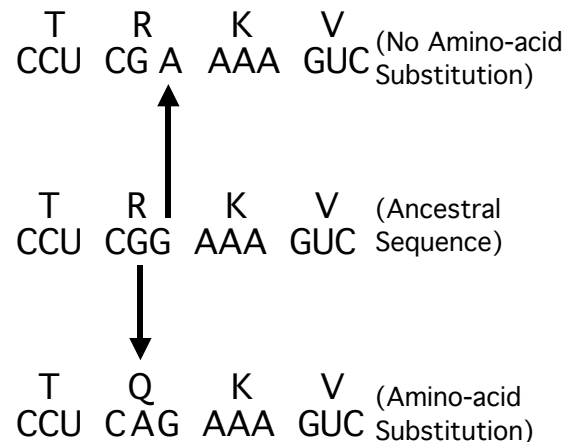 T R K V
CCU CG A AAA GUC (No Amino-acid
Substitution)
T R K V
CCU CGG AAA GUC (Ancestral
Sequence)
T Q K V
CCU CAG AAA GUC (Amino-acid
Substitution)